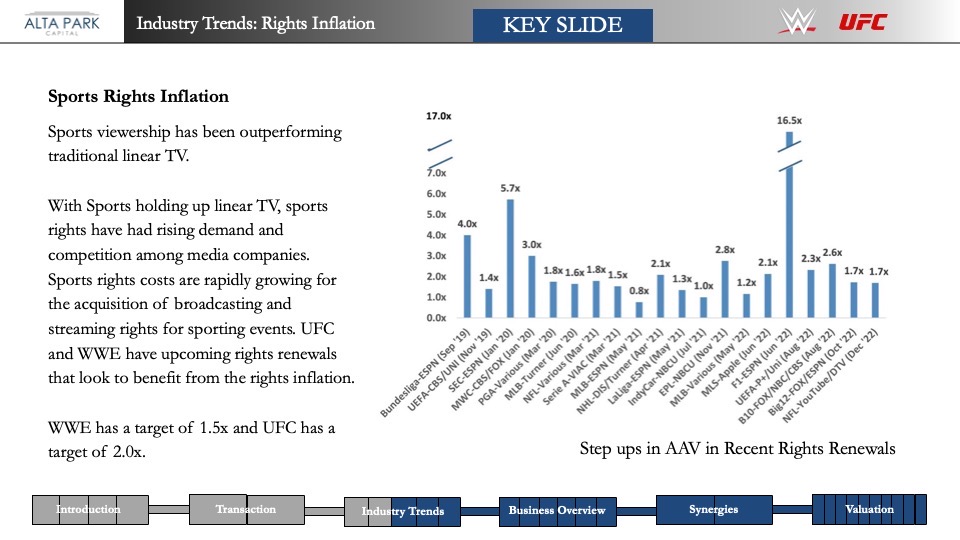 ALTA PARK
CAPITAL
Industry Trends: Rights Inflation
KEY SLIDE
W
UFC
Sports Rights Inflation
Sports viewership has been outperforming
traditional linear TV.
With Sports holding up linear TV, sports
rights have had rising demand and
competition among media companies.
Sports rights costs are rapidly growing for
the acquisition of broadcasting and
streaming rights for sporting events. UFC
and WWE have upcoming rights renewals
that look to benefit from the rights inflation.
WWE has a target of 1.5x and UFC has a
target of 2.0x.
17.0x
7.0x
6.0x
5.0x
4.0x
3.0x
2.0x
1.0x
0.0x
4.0x
1.4x
5.7x
3.0x
1.8x
1.6x
1.8x
1.5x
0.8x
2.1x
1.3x
1.0x
2.8x
1.2x
2.1x
16.5x
2.3x
2.6x
1.7x
1.7x
Bundesliga-ESPN (Sep '19)
UEFA-CBS/UNI (Nov '19)
SEC-ESPN (Jan '20)
MWC-CBS/FOX (Jan '20)
PGA-Various (Mar '20)
MLB-Turner (Jun '20)
NFL-Various (Mar '21)
Serie A-VIAC (Mar '21)
MLB-ESPN (May '21)
NHL-DIS/Turner (Apr '21)
LaLiga-ESPN (May '21)
IndyCar-NBCU (Jul '21)
EPL-NBCU (Nov '21)
MLB-Various (May '22)
MLS-Apple (Jun '22)
F1-ESPN (Jun '22)
UEFA-P+/Uni (Aug '22)
B10-FOX/NBC/CBS (Aug '22)
Big12-FOX/ESPN (Oct '22)
NFL-YouTube/DTV (Dec '22)
Step ups in AAV in Recent Rights Renewals
Introduction
Transaction
Industry Trends
Business Overview
Synergies
Valuation